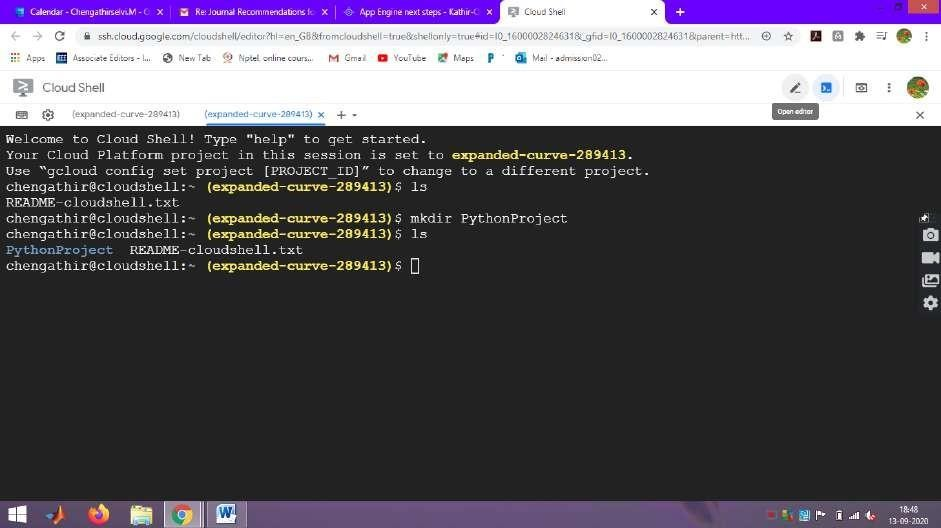 Calendar - Chengathirselvi.M - O
Re: Journal Recommendations fo
App Engine next steps - Kathir-C
Cloud Shell
ssh.cloud.google.com/cloudshell/editor?hl=en_GB&fromcloudshell=true&shellonly=true#id=I0_1600002824631&_gfid=I0_1600002824631&parent=htt...
Apps
Associate Editors - I...
New Tab
Nptel, online cours...
Gmail
YouTube
Maps
P
Mail - admission02...
Cloud Shell
Open editor
(expanded-curve-289413)
(expanded-curve-289413)
Welcome to Cloud Shell! Type "help" to get started.
Your Cloud Platform project in this session is set to expanded-curve-289413.
Use “gcloud config set project [PROJECT_ID]” to change to a different project.
chengathir@cloudshell:~ (expanded-curve-289413)$ ls
README-cloudshell.txt
chengathir@cloudshell:~ (expanded-curve-289413)$ mkdir PythonProject
chengathir@cloudshell:~ (expanded-curve-289413)$ ls
PythonProject README-cloudshell.txt
chengathir@cloudshell:~ (expanded-curve-289413)$
18:48
13-09-2020